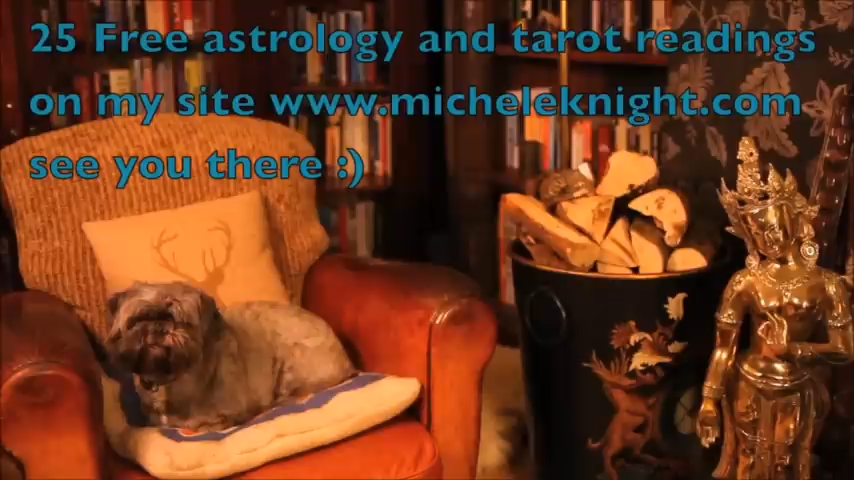 25 Free astrology and tarot readings
on my site www.micheleknight.com
see you there :)